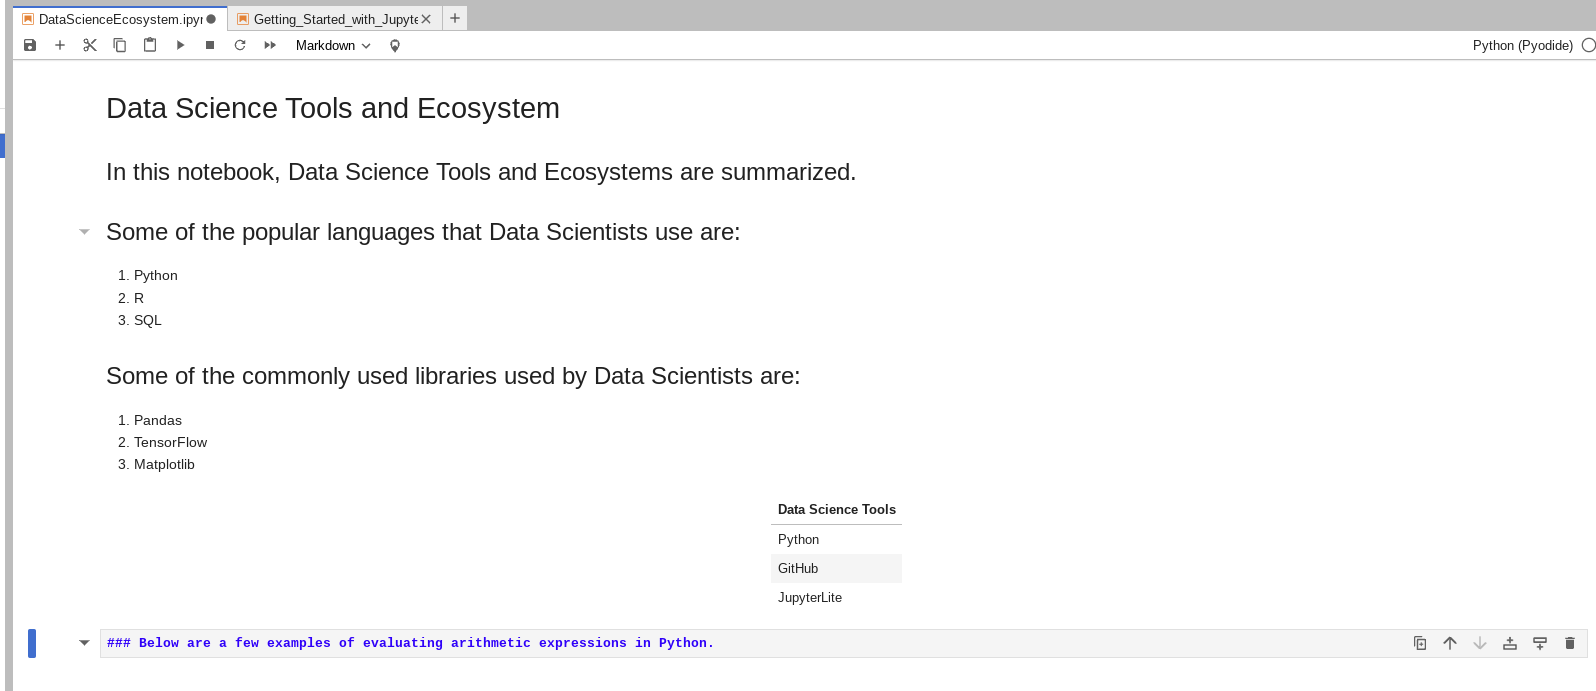 DataScienceEcosystem.ipyn
Getting_Started_with_Jupyte
Markdown
Python (Pyodide)
Data Science Tools and Ecosystem
In this notebook, Data Science Tools and Ecosystems are summarized.
Some of the popular languages that Data Scientists use are:
1. Python
2. R
3. SQL
Some of the commonly used libraries used by Data Scientists are:
1. Pandas
2. TensorFlow
3. Matplotlib
Data Science Tools
Python
GitHub
JupyterLite
### Below are a few examples of evaluating arithmetic expressions in Python.